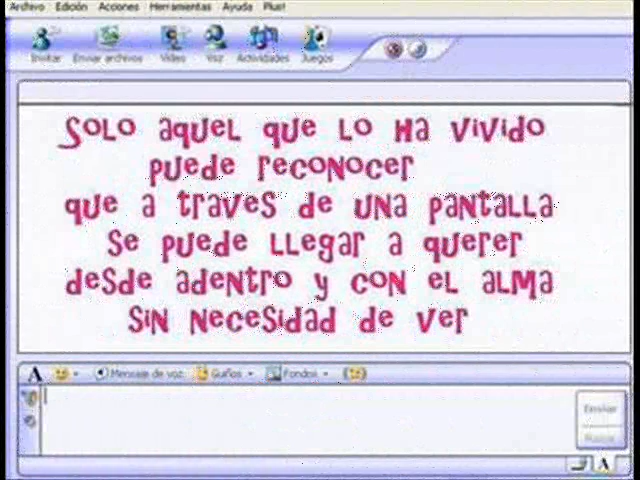 Archivo Edición Acciones Herramientas Ayuda Plus!
Invitar Enviar archivos Video Voz Actividades Juegos
Solo aquel que lo ha vivido
puede reconocer
que a traves de una pantalla
se puede llegar a querer
desde adentro y con el alma
sin necesidad de ver
A Mensaje de voz Guiños Fondos
Enviar
Buscar
A